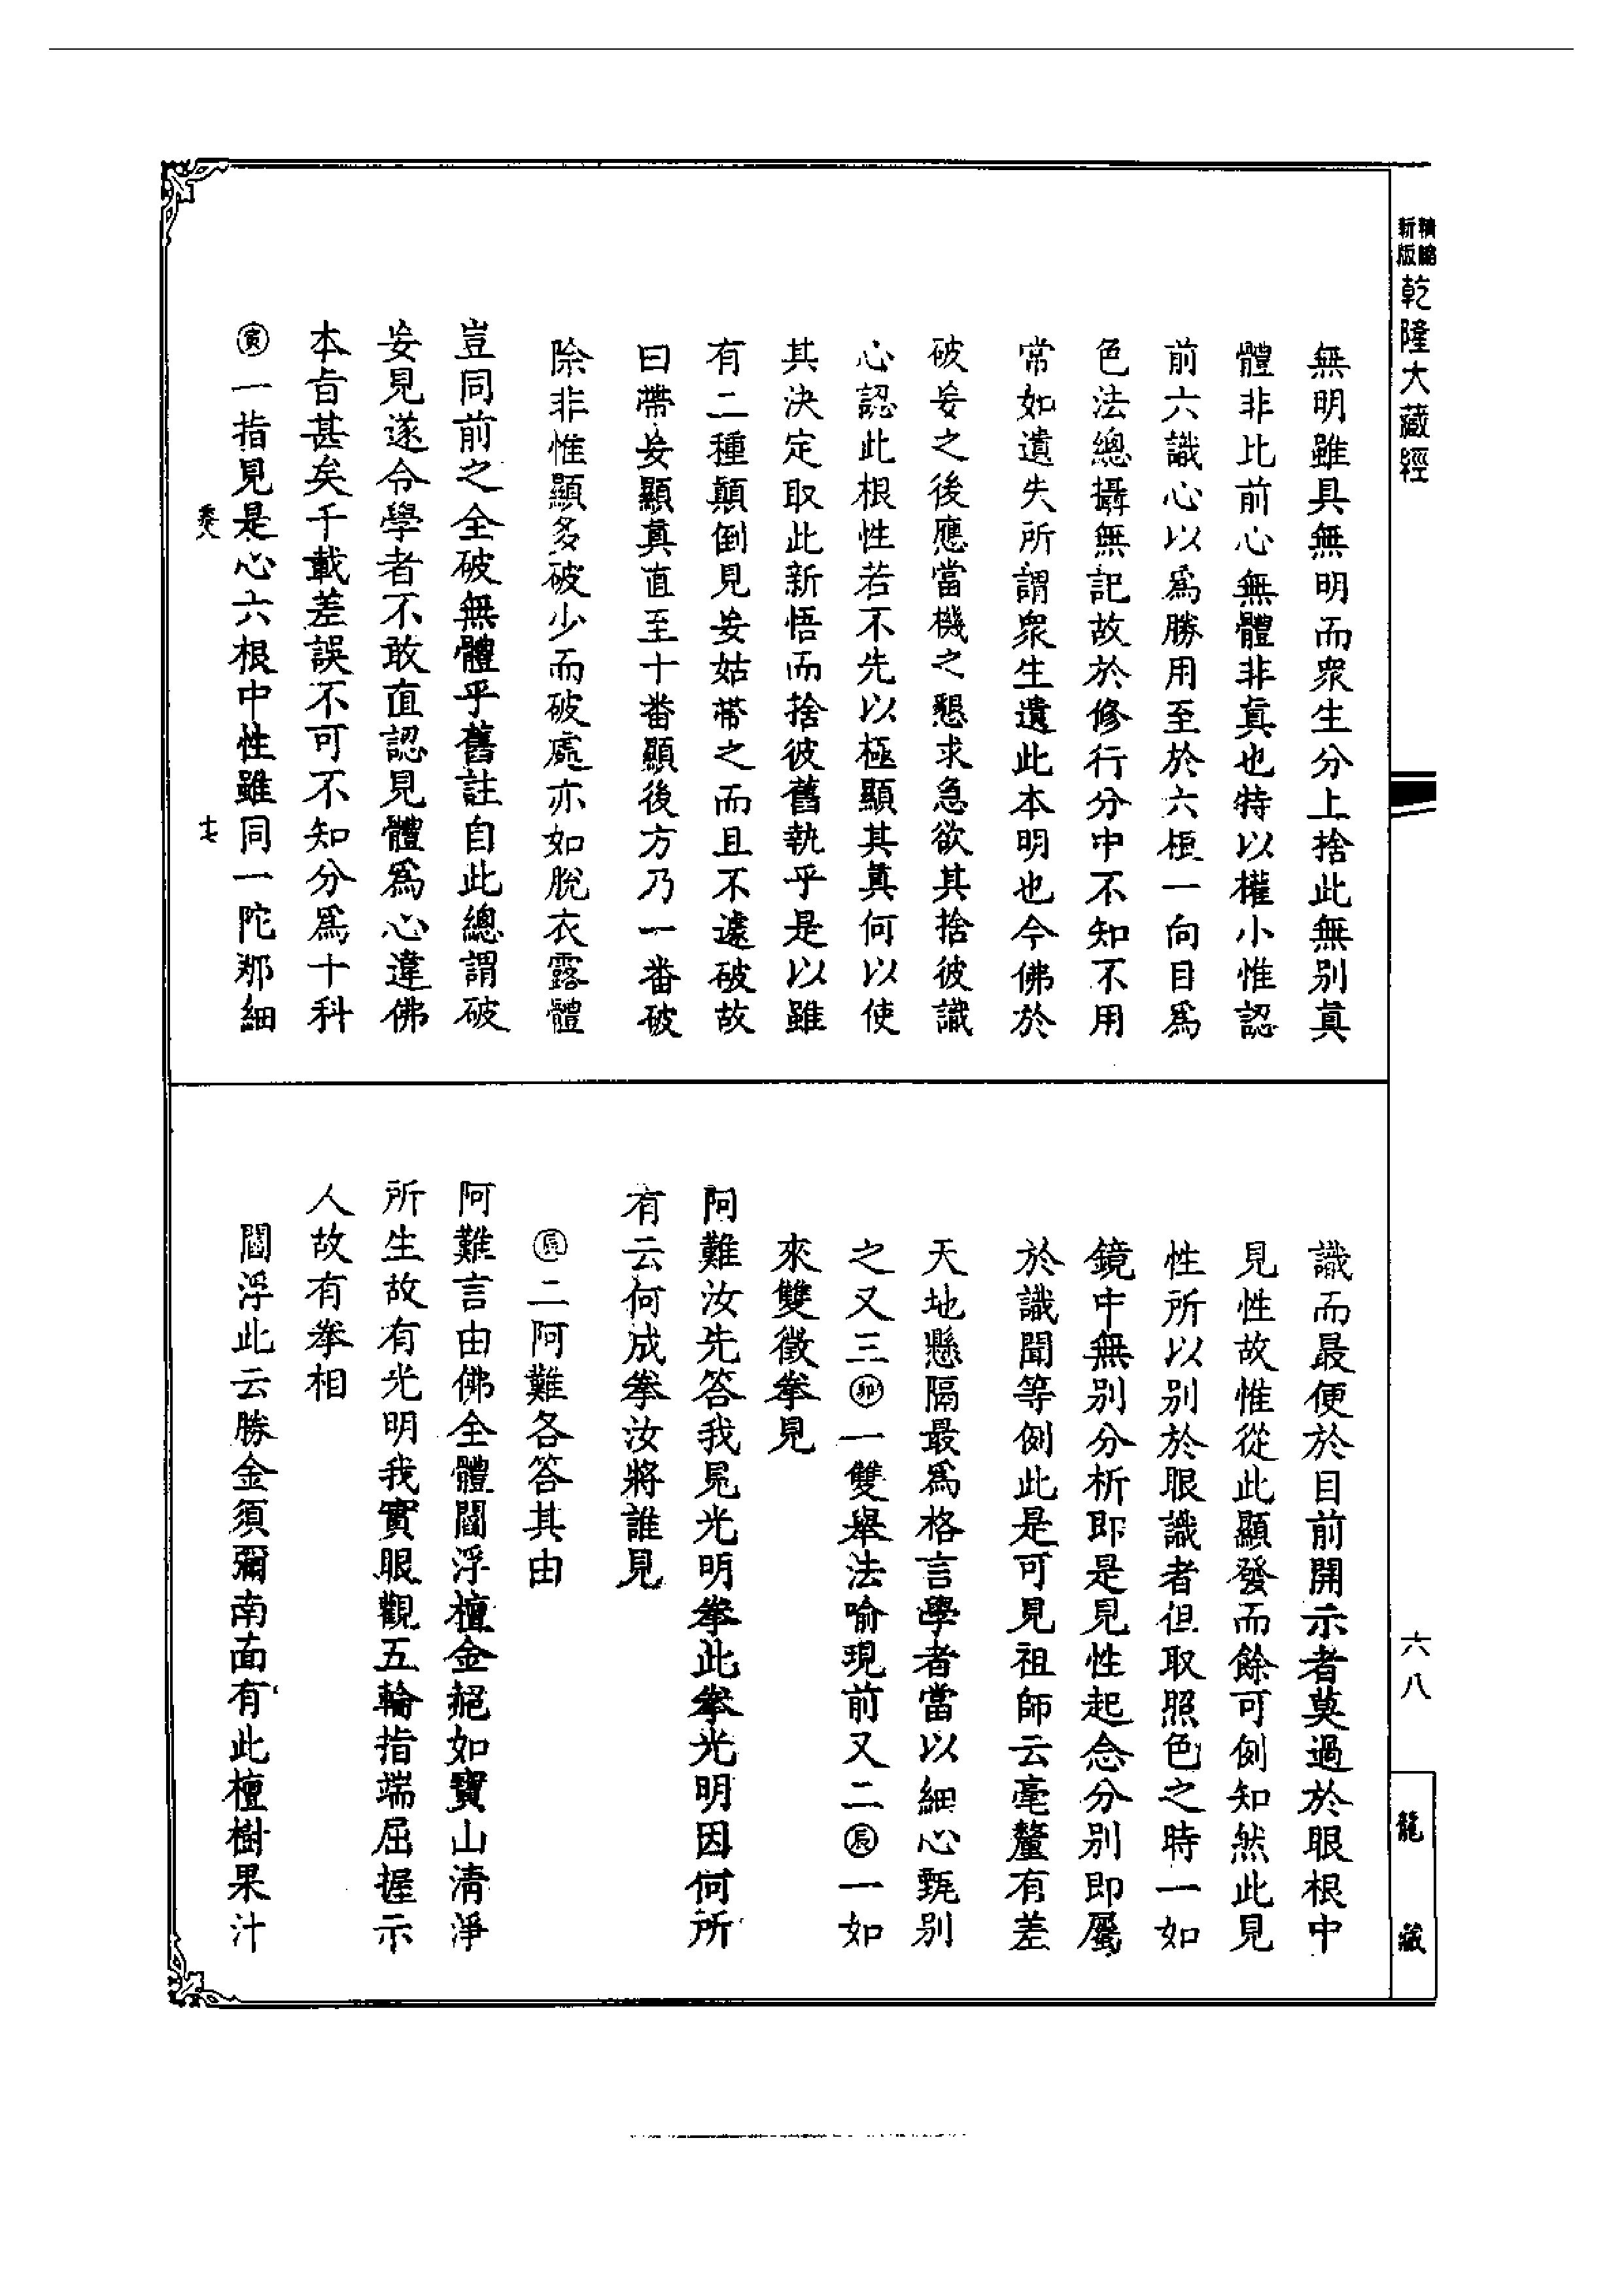 精縮新版
乾隆大藏經
無明雖具無明而衆生分上捨此無別真
體非比前心無體非真也特以權小惟認
前六識心以爲勝用至於六根一向目爲
色法總攝無記故於修行分中不知不用
常如遺失所謂衆生遺此本明也今佛於
破妄之後應當機之懇求急欲其捨彼識
心認此根性若不先以極顯其真何以使
其決定取此新悟而捨彼舊執乎是以雖
有二種顛倒見妄姑帶之而且不遽破故
曰帶妄顯真直至十番顯後方乃一番破
除非惟顯多破少而破處亦如脫衣露體
豈同前之全破無體乎舊註自此總謂破
妄見遂令學者不敢直認見體爲心違佛
本旨甚矣千載差誤不可不知分爲十科
㊞寅一指見是心六根中性雖同一陀那細
十七
識而最便於目前開示者莫過於眼根中
見性故惟從此顯發而餘可例知然此見
性所以別於眼識者但取照色之時一如
鏡中無別分析即是見性起念分別即屬
於識聞等例此是可見祖師云毫釐有差
天地懸隔最爲格言學者當以細心甄別
之又三卯一雙舉法喻現前又二辰一如
來雙徵拳見
阿難汝先答我見光明拳此拳光明因何所
有云何成拳汝將誰見
辰二阿難各答其由
阿難言由佛全體閻浮檀金赩如寶山清淨
所生故有光明我實眼觀五輪指端屈握示
人故有拳相
閻浮此云勝金須彌南面有此檀樹果汁
六八
龍藏